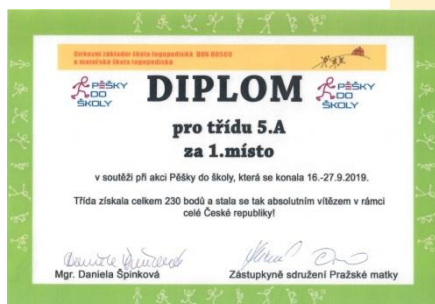 Církevní základní škola logopedická DON BOSCO
a mateřská škola logopedická
PĚŠKY
DO
ŠKOLY
DIPLOM
PĚŠKY
DO
ŠKOLY
pro třídu 5.A
za 1.místo
v soutěži při akci Pěšky do školy, která se konala 16.-27.9.2019.
Třída získala celkem 230 bodů a stala se tak absolutním vítězem v rámci
celé České republiky!
Mgr. Daniela Špinková
Zástupkyně sdružení Pražské matky